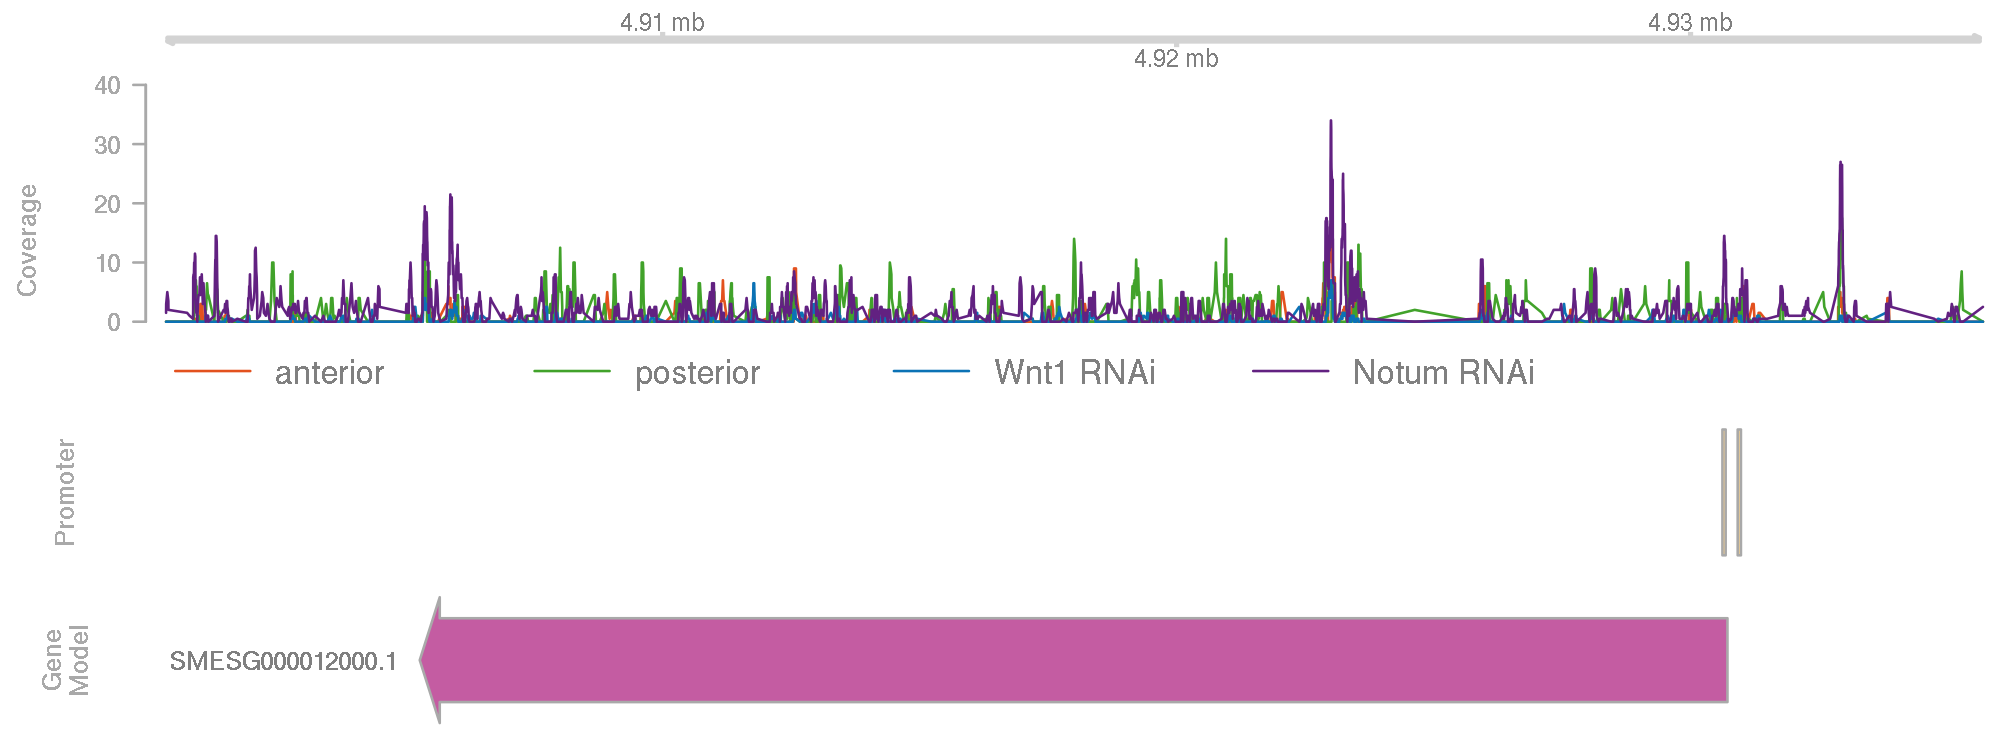 4.91 mb
4.93 mb
4.92 mb
40
30
20
10
0
Coverage
anterior
posterior
Wnt1 RNAi
Notum RNAi
Promoter
Gene
Model
SMESG000012000.1